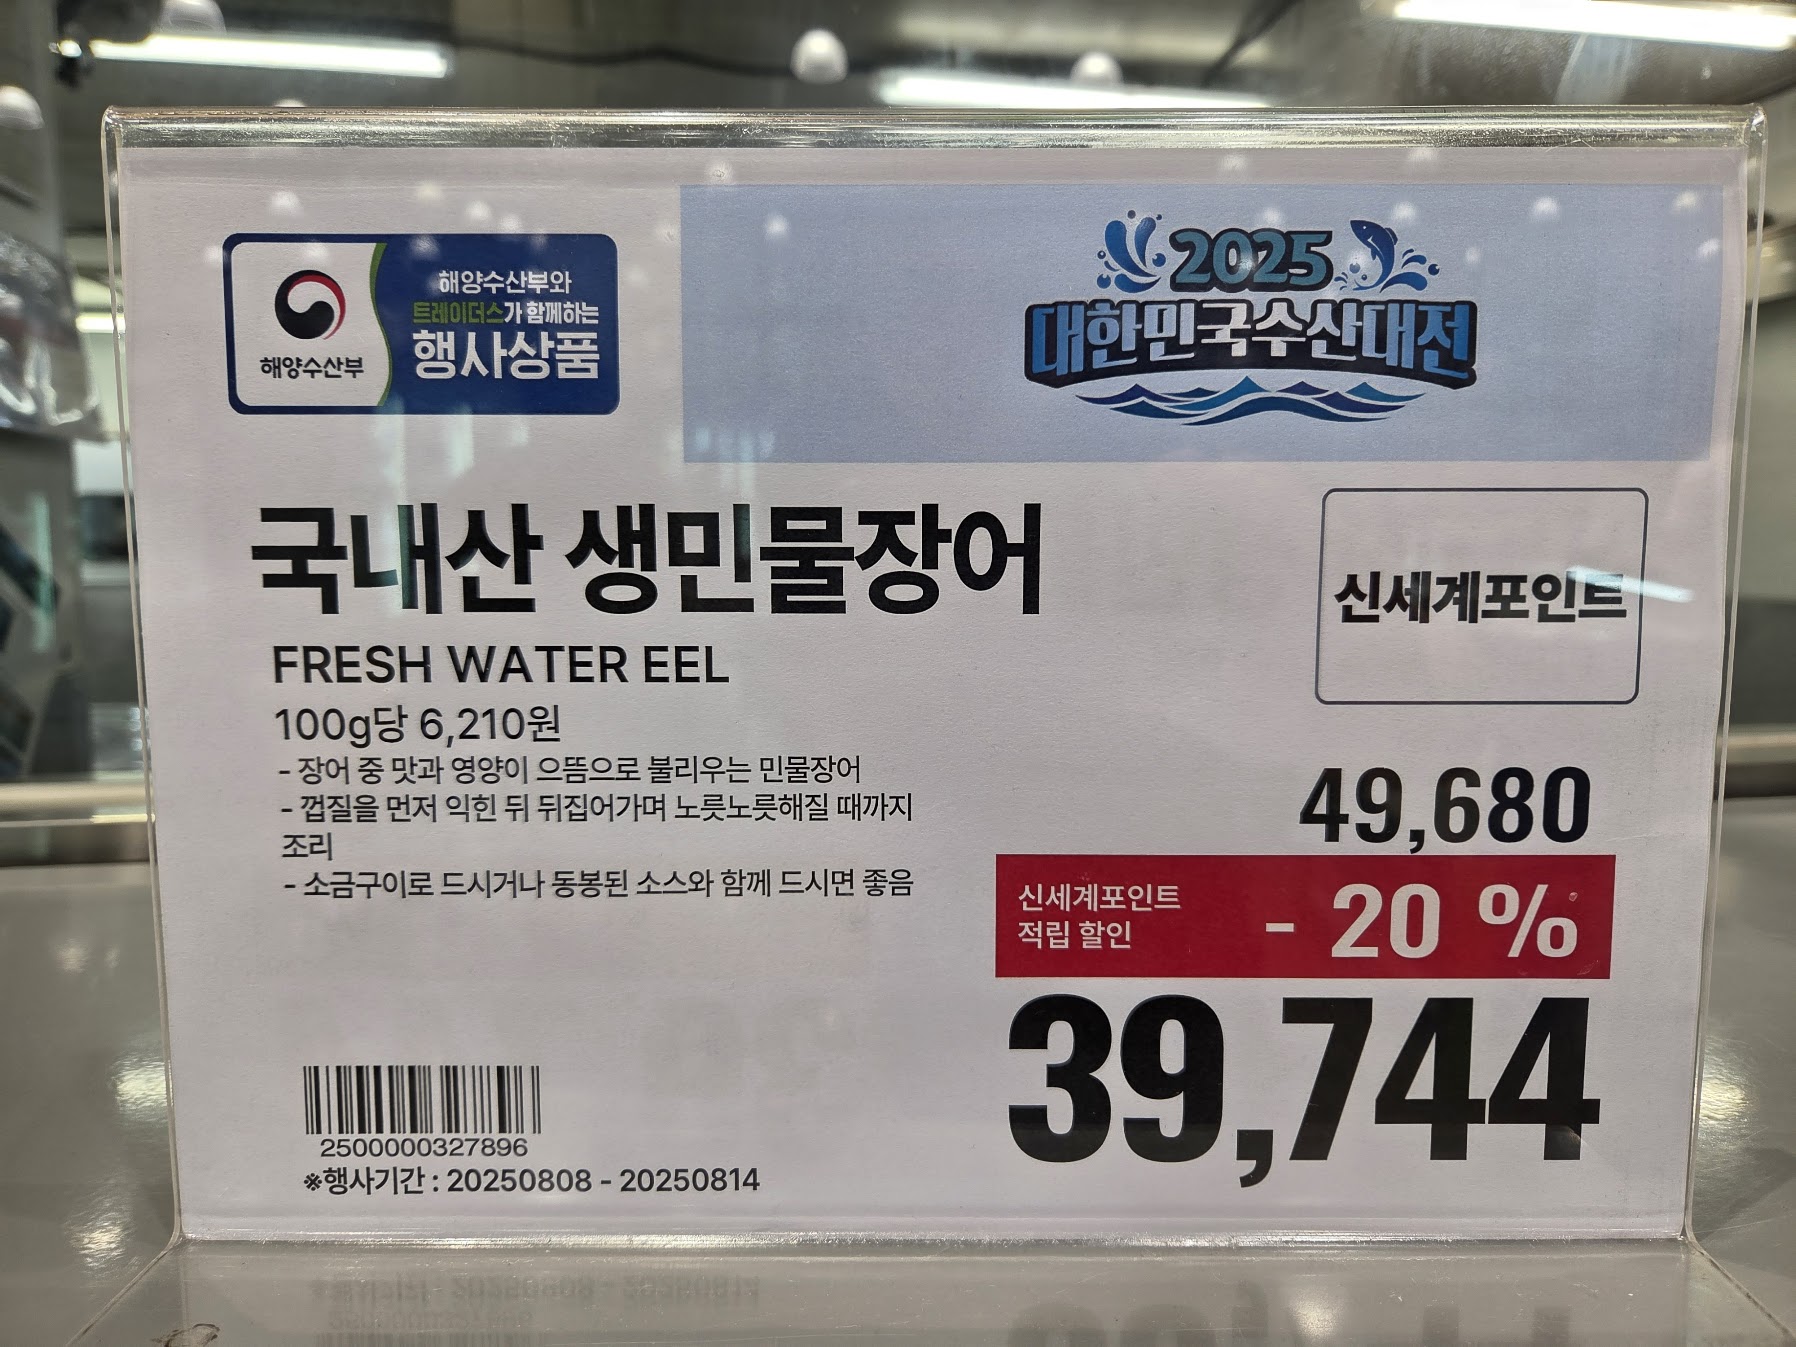 해양수산부
해양수산부와
트레이더스가 함께하는
행사상품
2025
대한민국수산대전
국내산 생민물장어
FRESH WATER EEL
100g당 6,210원
- 장어 중 맛과 영양이 으뜸으로 불리우는 민물장어
- 껍질을 먼저 익힌 뒤 뒤집어가며 노릇노릇해질 때까지
조리
- 소금구이로 드시거나 동봉된 소스와 함께 드시면 좋음
신세계포인트
49,680
신세계포인트
적립 할인
- 20 %
39,744
2500000327896
※행사기간 : 20250808 - 20250814